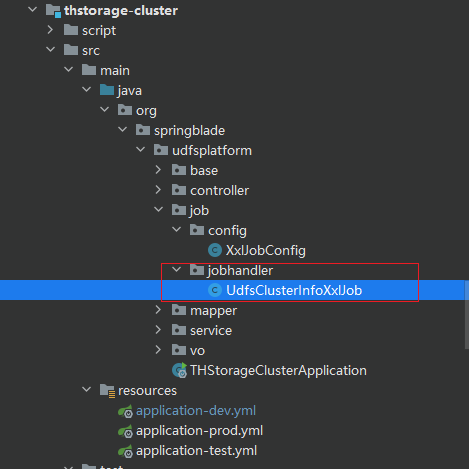 thstorage-cluster
script
src
main
java
org
springblade
udfsplatform
base
controller
job
config
XxlJobConfig
jobhandler
UdfsClusterInfoXxlJob
mapper
service
vo
THStorageClusterApplication
resources
application-dev.yml
application-prod.yml
application-test.yml
test